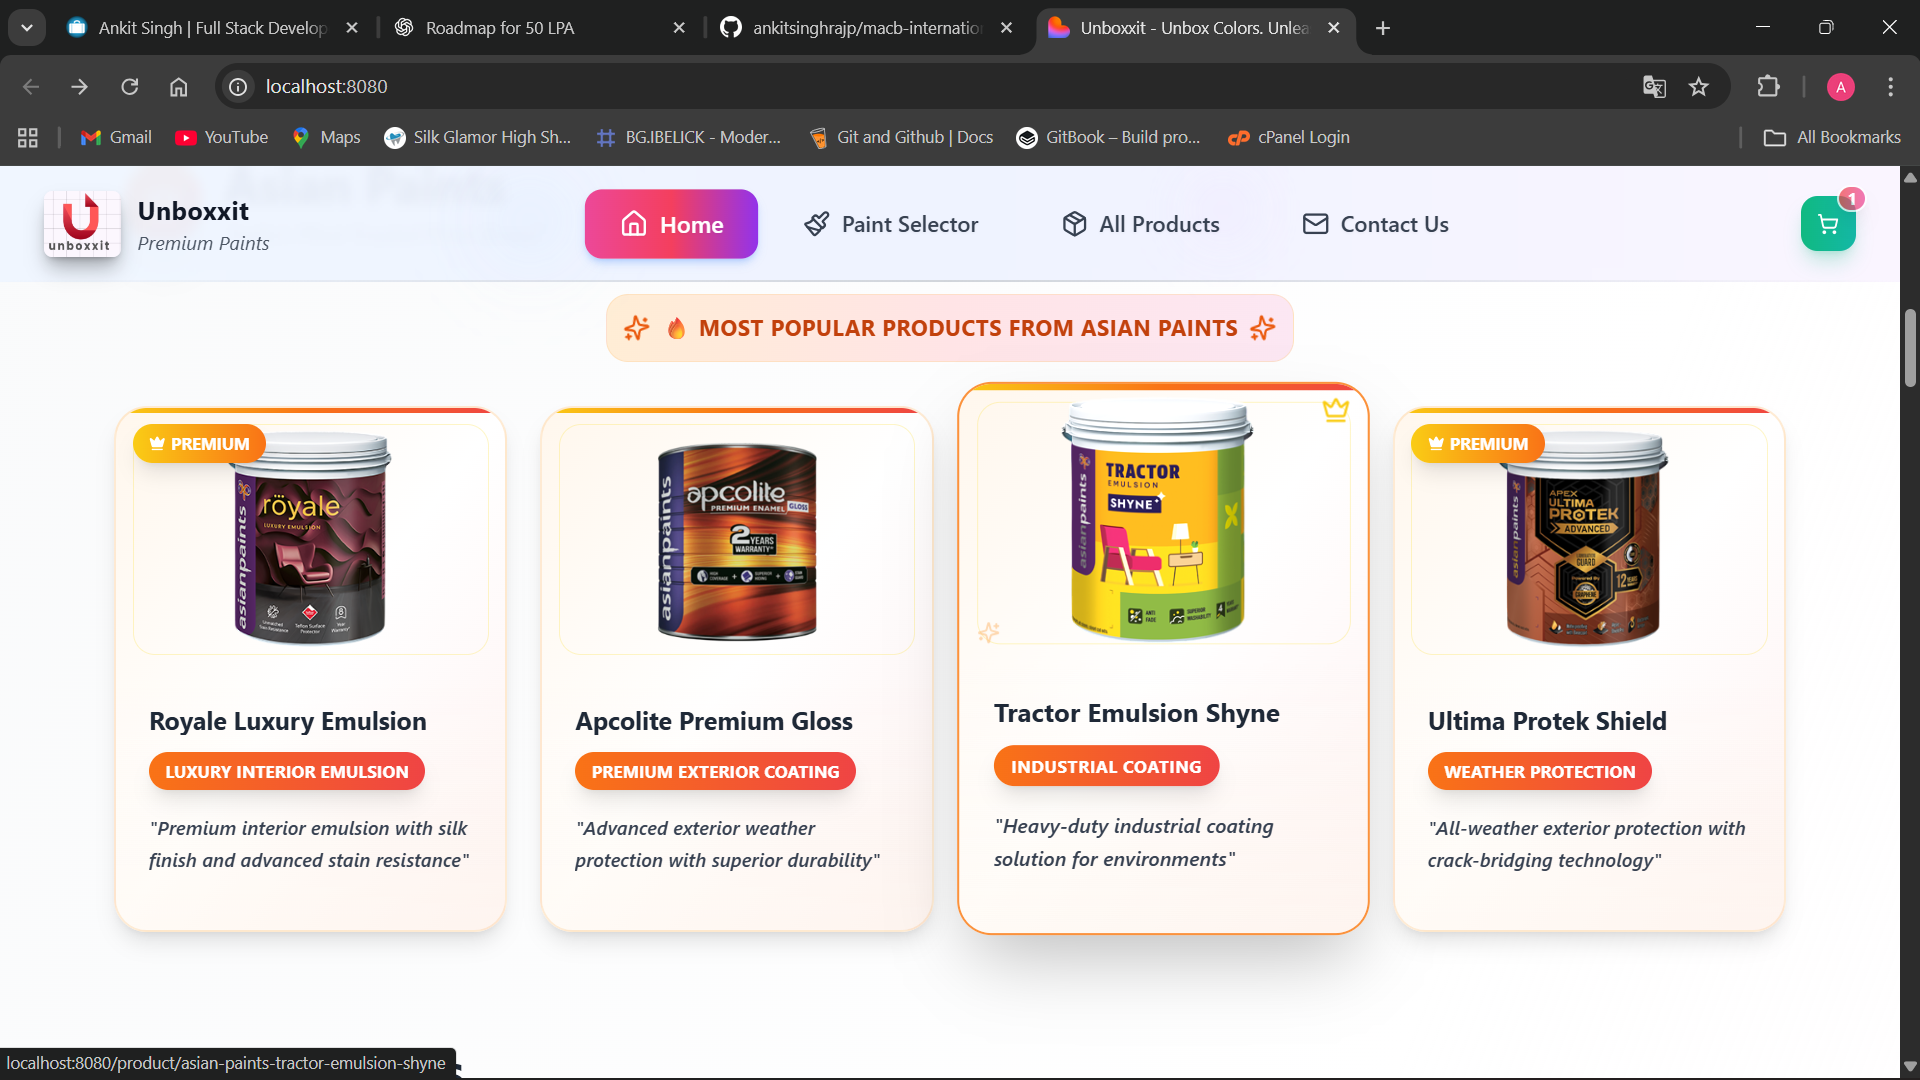 Ankit Singh | Full Stack Develop
Roadmap for 50 LPA
ankitsinghrajp/macb-internatio
Unboxxit - Unbox Colors. Unlea
localhost:8080
A
Gmail
YouTube
Maps
Silk Glamor High Sh...
BG.IBELICK - Moder...
Git and Github | Docs
GitBook – Build pro...
cPanel Login
All Bookmarks
Asian Paints
unboxxit
Unboxxit
Premium Paints
Home
Paint Selector
All Products
Contact Us
1
MOST POPULAR PRODUCTS FROM ASIAN PAINTS
PREMIUM
asianpaints
röyale
LUXURY EMULSION
Royale Luxury Emulsion
LUXURY INTERIOR EMULSION
"Premium interior emulsion with silk
finish and advanced stain resistance"
asianpaints
apcolite
PREMIUM ENAMEL GLOSS
2 YEARS
WARRANTY*
Apcolite Premium Gloss
PREMIUM EXTERIOR COATING
"Advanced exterior weather
protection with superior durability"
asianpaints
TRACTOR
EMULSION
SHYNE
Tractor Emulsion Shyne
INDUSTRIAL COATING
"Heavy-duty industrial coating
solution for environments"
PREMIUM
asianpaints
APEX
ULTIMA
PROTEK
ADVANCED
LAMINATION
GUARD
Powered By
GRAPHENE
12 YEARS
Ultima Protek Shield
WEATHER PROTECTION
"All-weather exterior protection with
crack-bridging technology"
localhost:8080/product/asian-paints-tractor-emulsion-shyne